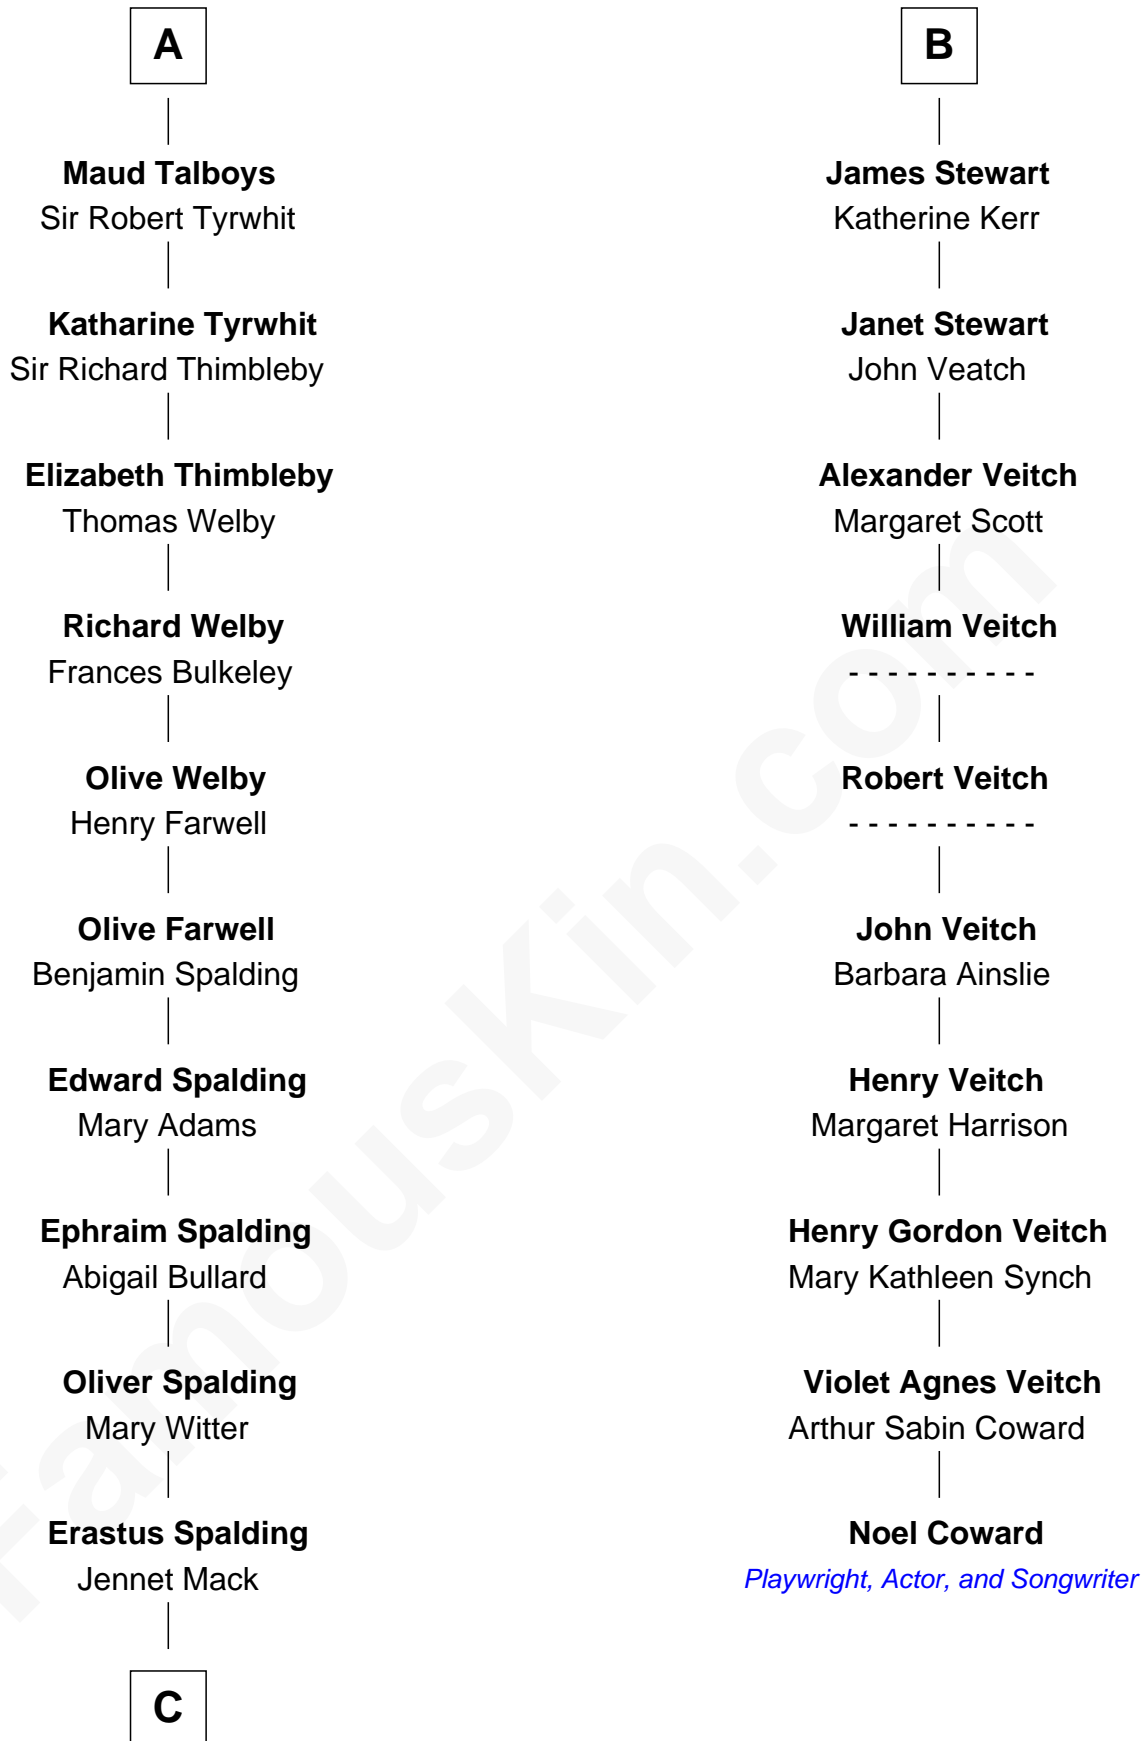 A
Maud Talboys
Sir Robert Tyrwhit
Katharine Tyrwhit
Sir Richard Thimbleby
Elizabeth Thimbleby
Thomas Welby
Richard Welby
Frances Bulkeley
Olive Welby
Henry Farwell
Olive Farwell
Benjamin Spalding
Edward Spalding
Mary Adams
Ephraim Spalding
Abigail Bullard
Oliver Spalding
Mary Witter
Erastus Spalding
Jennet Mack
C
B
James Stewart
Katherine Kerr
Janet Stewart
John Veatch
Alexander Veitch
Margaret Scott
William Veitch
- - - - - - - - - -
Robert Veitch
- - - - - - - - - -
John Veitch
Barbara Ainslie
Henry Veitch
Margaret Harrison
Henry Gordon Veitch
Mary Kathleen Synch
Violet Agnes Veitch
Arthur Sabin Coward
Noel Coward
Playwright, Actor, and Songwriter
FamousKin.com